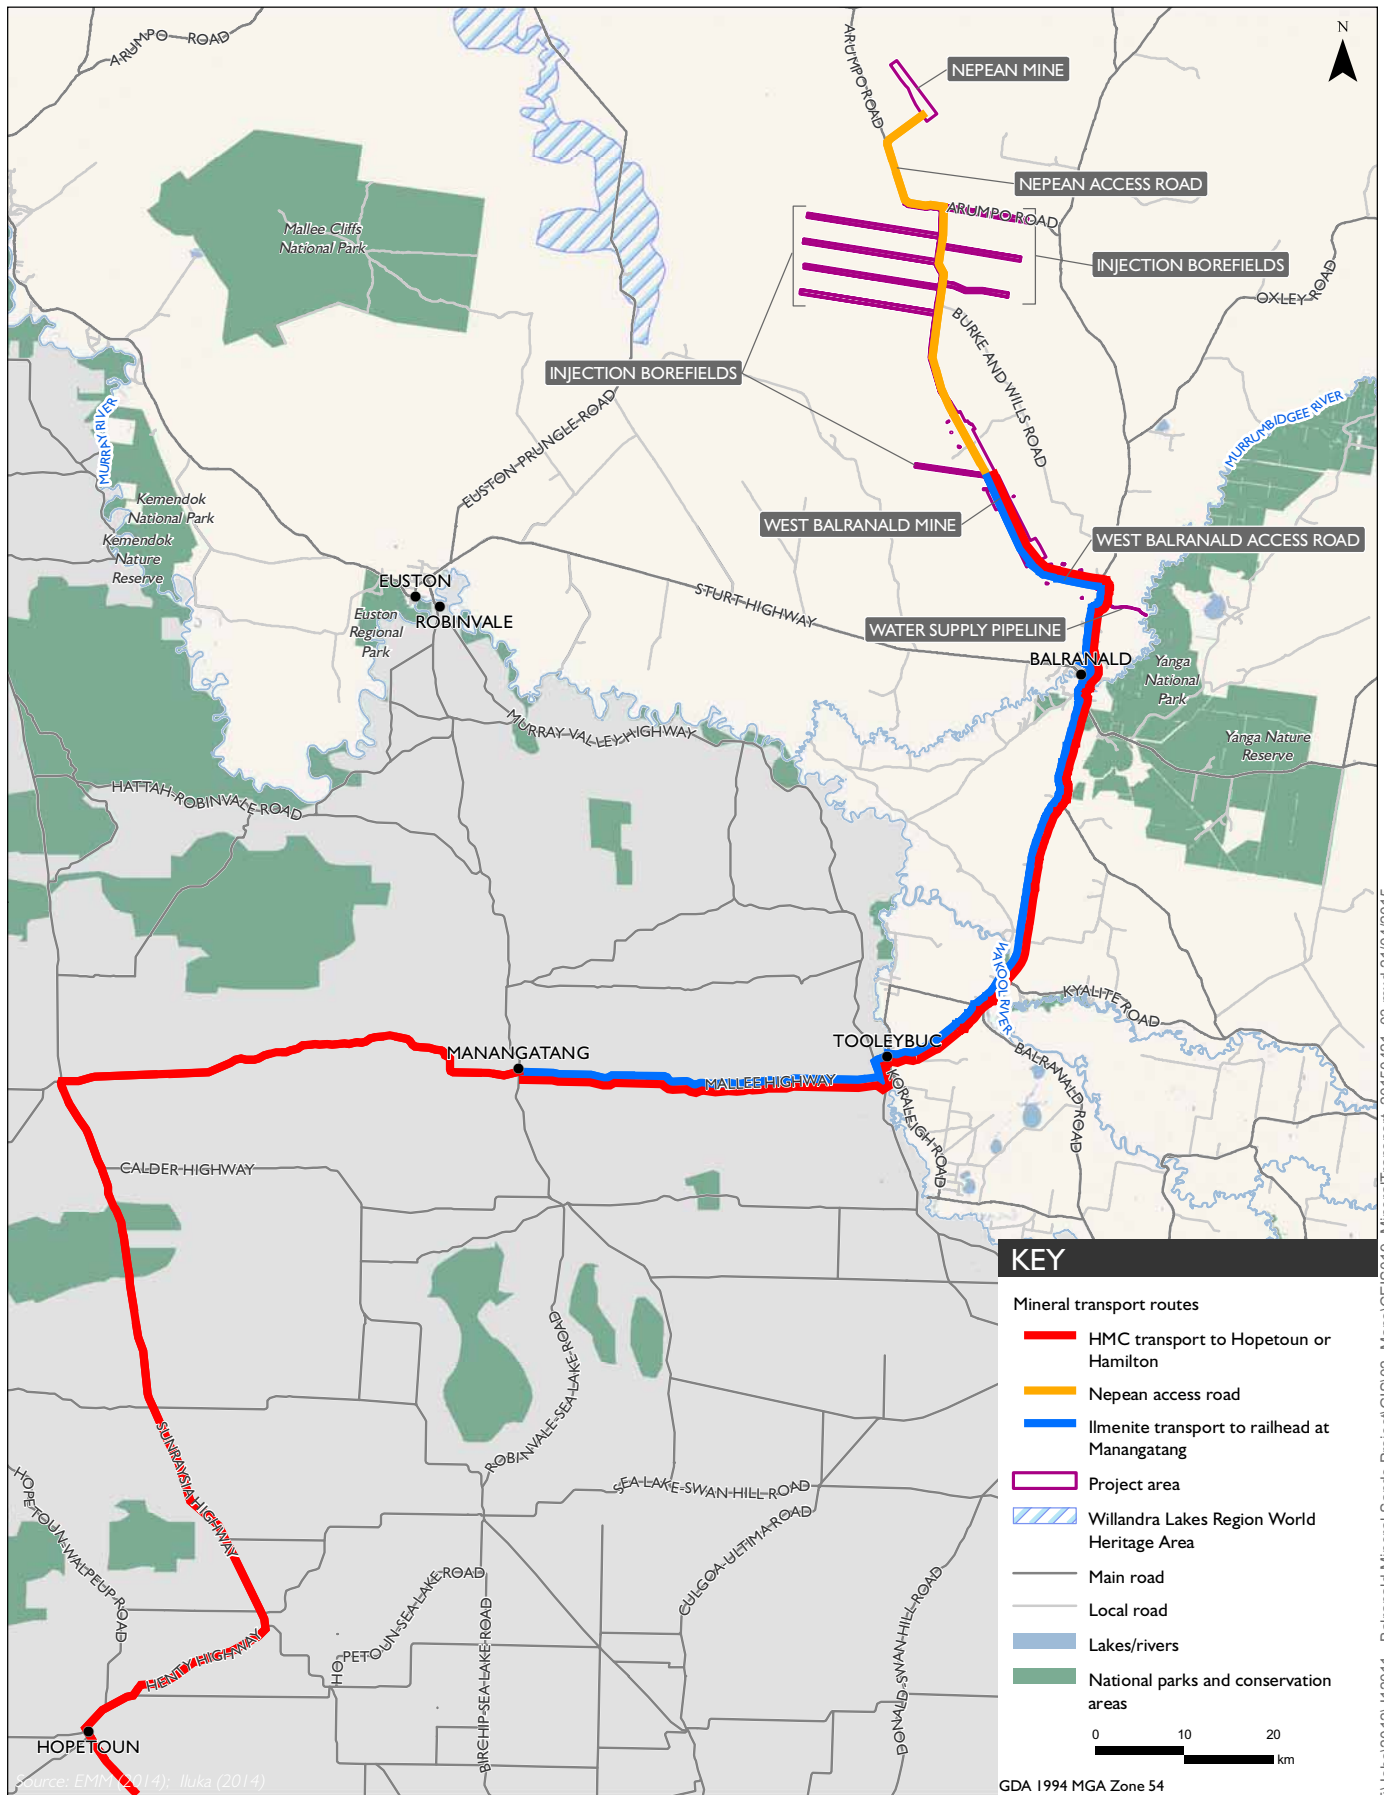 N
ARUMPO ROAD
ARUMPO ROAD
NEPEAN MINE
NEPEAN ACCESS ROAD
ARUMPO ROAD
Mallee Cliffs
National Park
INJECTION BOREFIELDS
OXLEY ROAD
BURKE AND WILLS ROAD
INJECTION BOREFIELDS
MURRAY RIVER
EUSTON-PRUNGLE ROAD
MURRUMBIDGEE RIVER
Kemendok
National Park
Kemendok
Nature
Reserve
WEST BALRANALD MINE
WEST BALRANALD ACCESS ROAD
EUSTON
ROBINVALE
Euston
Regional
Park
STURT HIGHWAY
WATER SUPPLY PIPELINE
BALRANALD
Yanga
National
Park
Yanga Nature
Reserve
MURRAY VALLEY HIGHWAY
HATTAH-ROBINVALE ROAD
WAKOOL RIVER
KYALITE ROAD
TOOLEYBUC
MANANGATANG
MALLEE HIGHWAY
BALRANALD ROAD
KORALEIGH ROAD
CALDER HIGHWAY
ROBINVALE-SEA LAKE ROAD
SUNRAYSIA HIGHWAY
HOPETOUN-WALPEUP ROAD
SEA LAKE-SWAN HILL ROAD
CULGOA-ULTIMA ROAD
HOPETOUN-SEA LAKE ROAD
BIRCHIP-SEA LAKE ROAD
DONALD-SWAN HILL ROAD
HENTY HIGHWAY
HOPETOUN
Source: EMM (2014); Iluka (2014)
KEY
Mineral transport routes
HMC transport to Hopetoun or
Hamilton
Nepean access road
Ilmenite transport to railhead at
Manangatang
Project area
Willandra Lakes Region World
Heritage Area
Main road
Local road
Lakes/rivers
National parks and conservation
areas
0 10 20
km
GDA 1994 MGA Zone 54